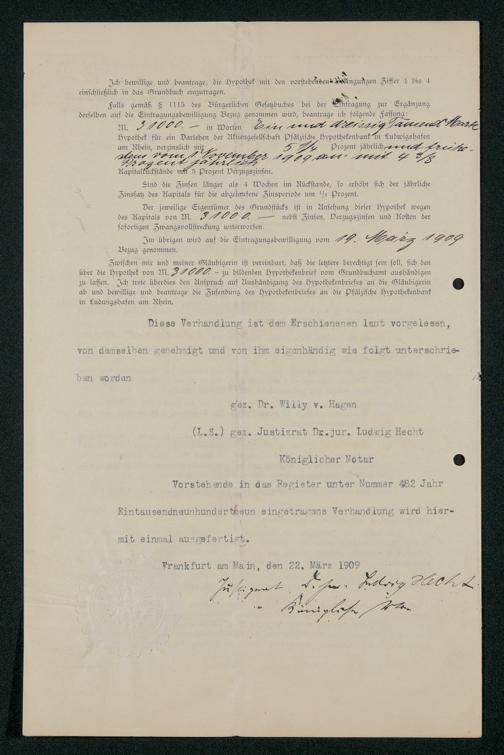 Ich bewillige und beantrage, die Hypothek mit den vorstehenden Bedingungen Ziffer 1 bis 4
einschließlich in das Grundbuch einzutragen.
Falls gemäß § 1115 des Bürgerlichen Gesetzbuches bei der Eintragung zur Ergänzung
derselben auf die Eintragungsbewilligung Bezug genommen wird, beantrage ich folgende Fassung:
M. 31000.— in Worten Ein und dreissig Tausend Mark
Hypothek für ein Darlehen der Aktiengesellschaft Pfälzische Hypothekenbank in Ludwigshafen
am Rhein, verzinslich mit 5 1/4 Prozent jährlich und
dem vom 1. November 1909 an mit 4 3/8
Prozent jährlich
Kapitalrückstände mit 5 Prozent Verzugszinsen.
Sind die Zinsen länger als 4 Wochen im Rückstande, so erhöht sich der jährliche
Zinssatz des Kapitals für die abgelaufene Zinsperiode um Prozent.
Der jeweilige Eigentümer des Grundstücks ist in Ansehung dieser Hypothek wegen
des Kapitals von M. 31000.— nebst Zinsen, Verzugszinsen und Kosten der
sofortigen Zwangsvollstreckung unterworfen.
Im übrigen wird auf die Eintragungsbewilligung vom 19. März 1909
Bezug genommen.
Zwischen mir und meiner Gläubigerin ist vereinbart, daß die letztere berechtigt sein soll, sich den
über die Hypothek von M. 31000.— zu bildenden Hypothekenbrief vom Grundbuchamt aushändigen
zu lassen. Ich trete überdies den Anspruch auf Aushändigung des Hypothekenbriefes an die Gläubigerin
ab und bewillige und beantrage die Zusendung des Hypothekenbriefes an die Pfälzische Hypothekenbank
in Ludwigshafen am Rhein.
Diese Verhandlung ist dem Erschienenen laut vorgelesen,
von demselben genehmigt und von ihm eigenhändig wie folgt unterschrie-
ben worden
gez. Dr. Willy v. Hagen
(L.S.) gez. Justizrat Dr.jur. Ludwig Hecht
Königlicher Notar
Vorstehende in das Register unter Nummer 482 Jahr
Eintausendneunhundertneun eingetragene Verhandlung wird hier-
mit einmal ausgefertigt.
Frankfurt am Main, den 22. März 1909
Justizrat Dr. jur. Ludwig Hecht
Königlicher Notar